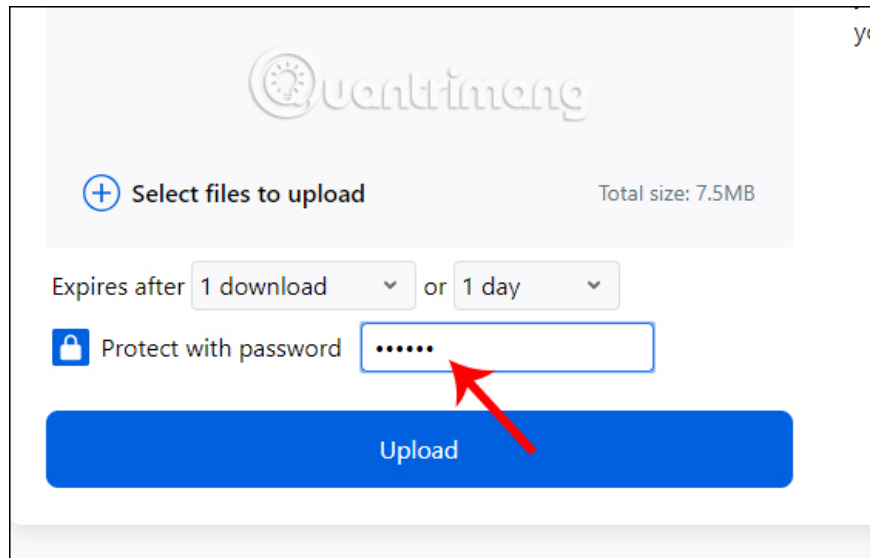 yo
Quantrimang
Select files to upload Total size: 7.5MB
Expires after 1 download or 1 day
Protect with password ••••••
Upload